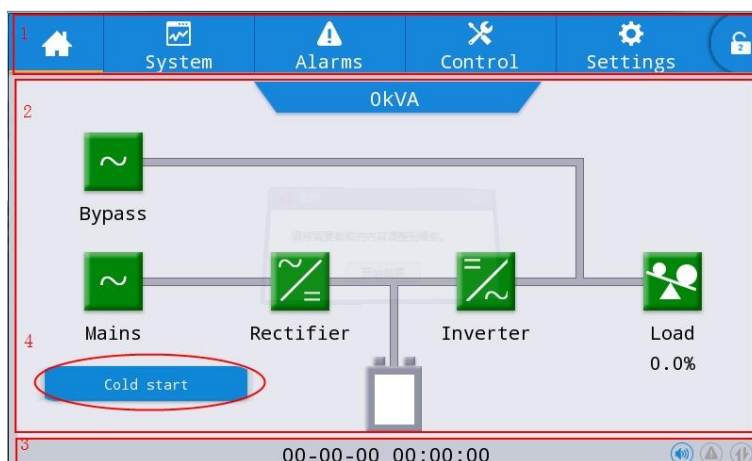 1
System
Alarms
Control
Settings
2
2
0kVA
Bypass
Mains
Rectifier
Inverter
Load
4
0.0%
Cold start
3
00-00-00 00:00:00